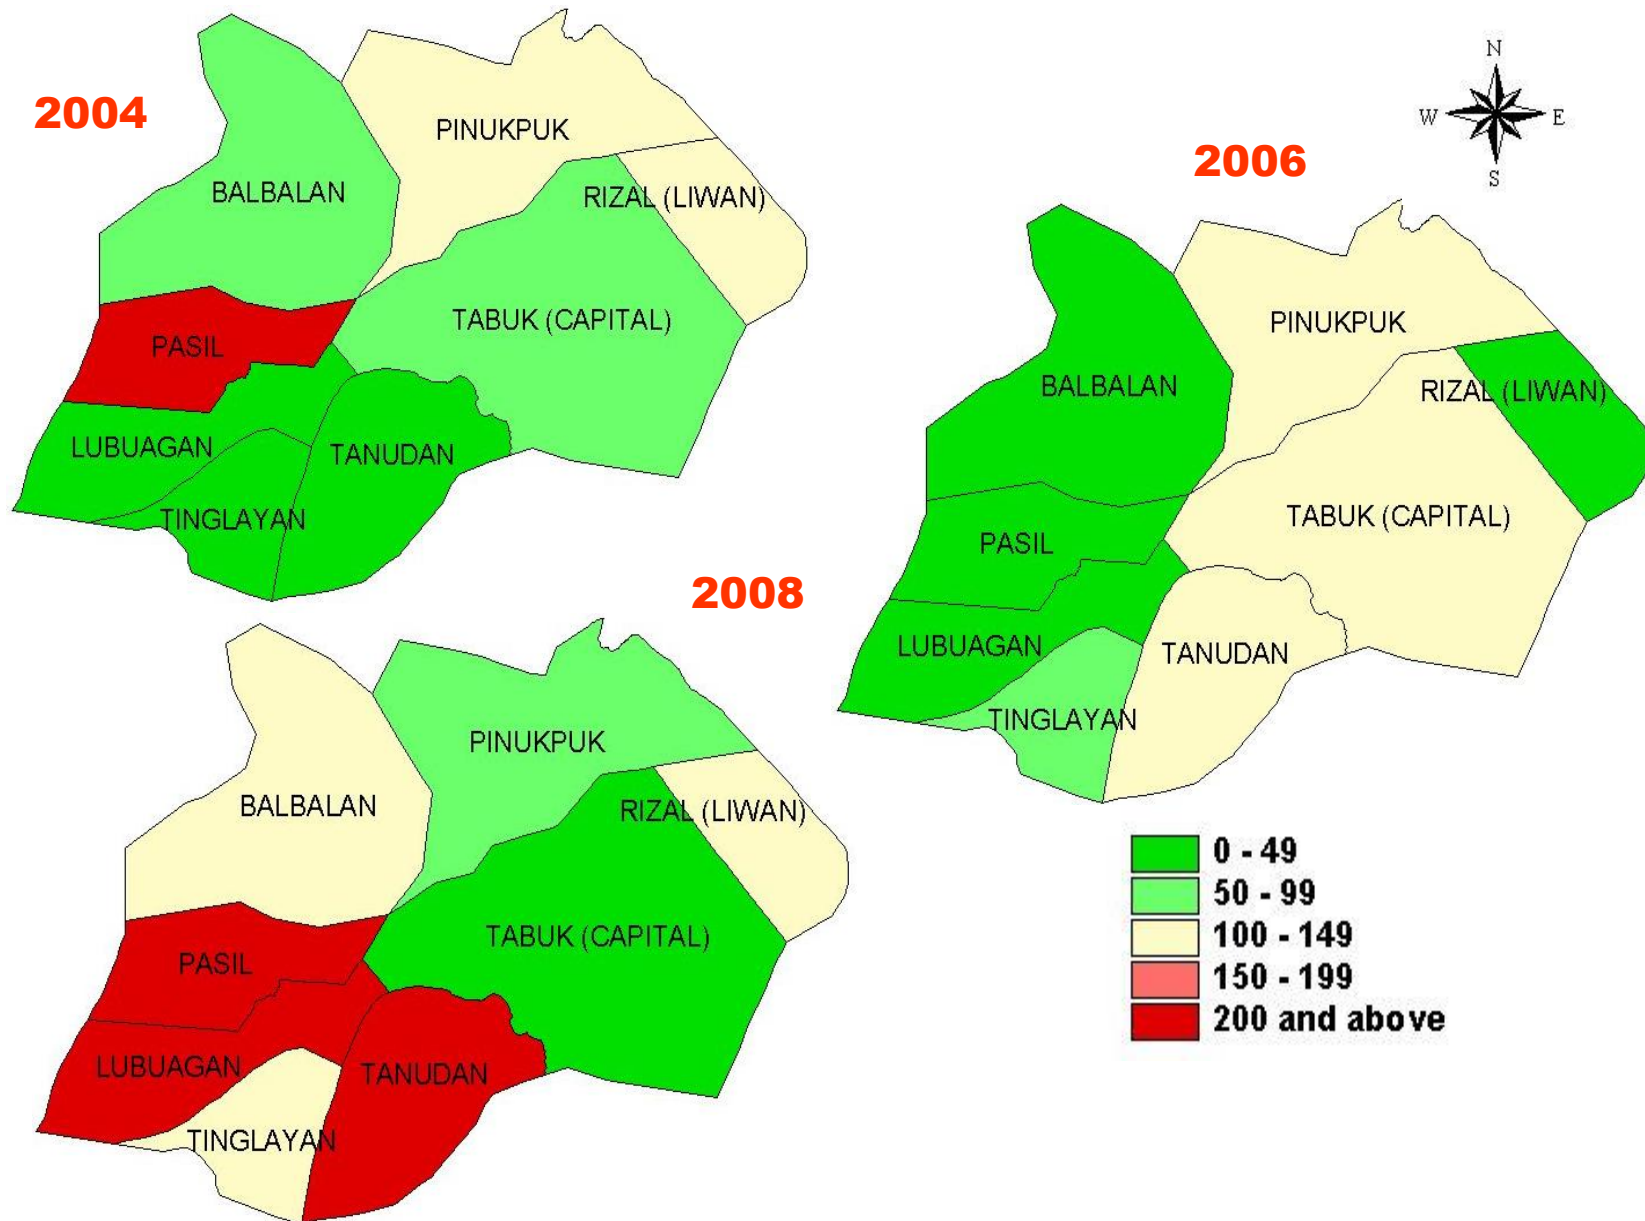 2004
BALBALAN
PINUKPUK
RIZAL (LIWAN)
TABUK (CAPITAL)
PASIL
LUBUAGAN
TANUDAN
TINGLAYAN
N
W
E
S
2006
PINUKPUK
BALBALAN
RIZAL (LIWAN)
TABUK (CAPITAL)
PASIL
LUBUAGAN
TANUDAN
TINGLAYAN
2008
PINUKPUK
BALBALAN
RIZAL (LIWAN)
TABUK (CAPITAL)
PASIL
LUBUAGAN
TANUDAN
TINGLAYAN
0 - 49
50 - 99
100 - 149
150 - 199
200 and above